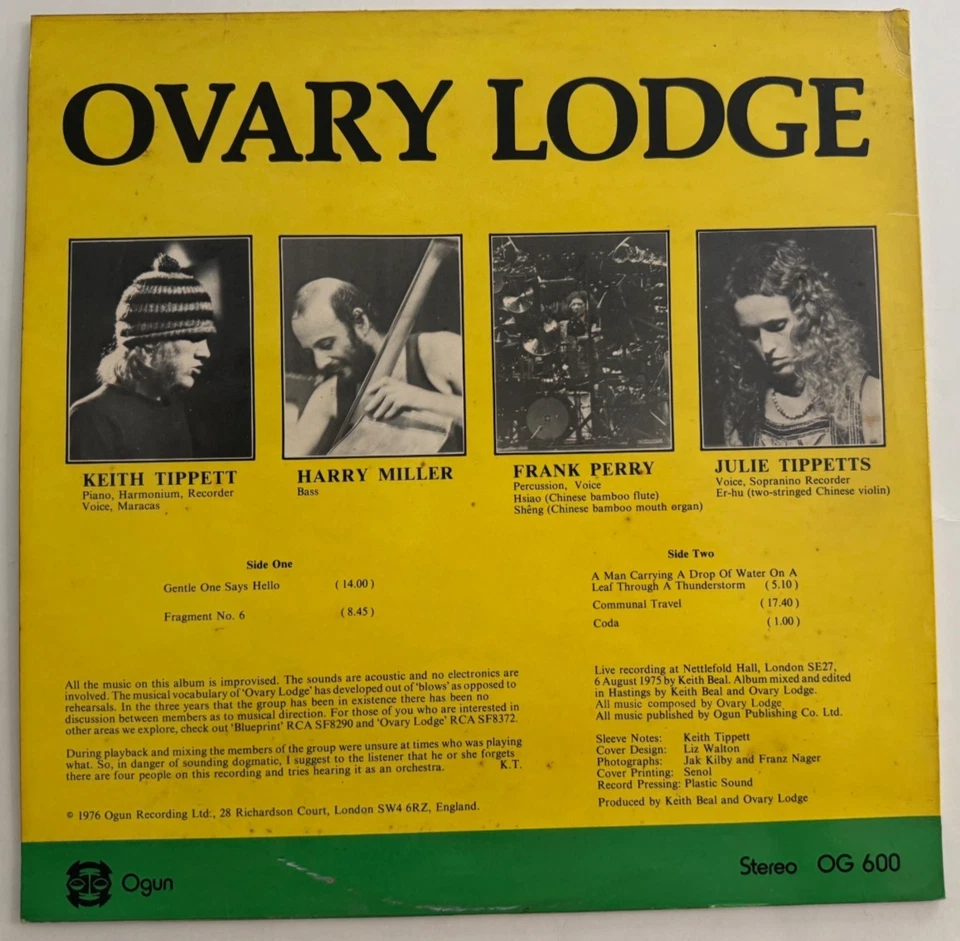 OVARY LODGE
KEITH TIPPETT
Piano, Harmonium, Recorder
Voice, Maracas
HARRY MILLER
Bass
FRANK PERRY
Percussion, Voice
Hsiao (Chinese bamboo flute)
Shêng (Chinese bamboo mouth organ)
JULIE TIPPETTS
Voice, Sopranino Recorder
Er-hu (two-stringed Chinese violin)
Side One
Gentle One Says Hello (14.00)
Fragment No. 6 (8.45)
Side Two
A Man Carrying A Drop Of Water On A
Leaf Through A Thunderstorm (5.10)
Communal Travel (17.40)
Coda (1.00)
All the music on this album is improvised. The sounds are acoustic and no electronics are
involved. The musical vocabulary of 'Ovary Lodge' has developed out of 'blows' as opposed to
rehearsals. In the three years that the group has been in existence there has been no
discussion between members as to musical direction. For those of you who are interested in
other areas we explore, check out 'Blueprint' RCA SF8290 and 'Ovary Lodge' RCA SF8372.
During playback and mixing the members of the group were unsure at times who was playing
what. So, in danger of sounding dogmatic, I suggest to the listener that he or she forgets
there are four people on this recording and tries hearing it as an orchestra. K.T.
© 1976 Ogun Recording Ltd., 28 Richardson Court, London SW4 6RZ, England.
Live recording at Nettlefold Hall, London SE27,
6 August 1975 by Keith Beal. Album mixed and edited
in Hastings by Keith Beal and Ovary Lodge.
All music composed by Ovary Lodge
All music published by Ogun Publishing Co. Ltd.
Sleeve Notes: Keith Tippett
Cover Design: Liz Walton
Photographs: Jak Kilby and Franz Nager
Cover Printing: Senol
Record Pressing: Plastic Sound
Produced by Keith Beal and Ovary Lodge
Ogun
Stereo OG 600